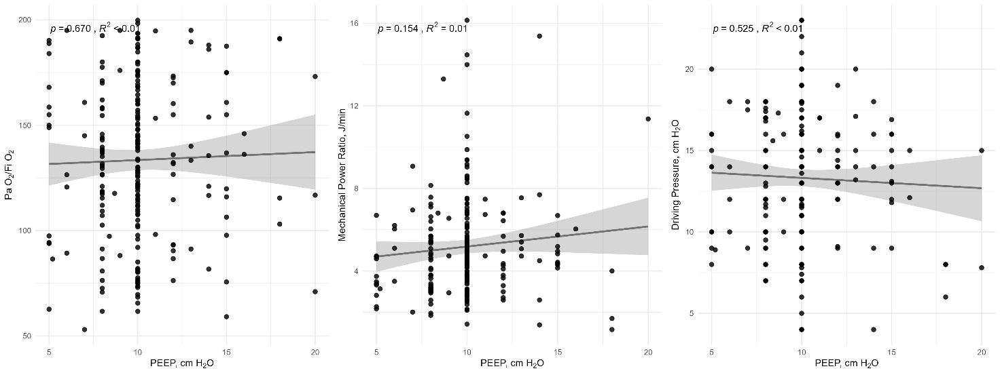 p = 0.670 , R² < 0.01
200
150
100
50
Pa O₂/Fi O₂
5 10 15 20
PEEP, cm H₂O
p = 0.154 , R² = 0.01
16
12
8
4
Mechanical Power Ratio, J/min
5 10 15 20
PEEP, cm H₂O
p = 0.525 , R² < 0.01
20
15
10
5
Driving Pressure, cm H₂O
5 10 15 20
PEEP, cm H₂O